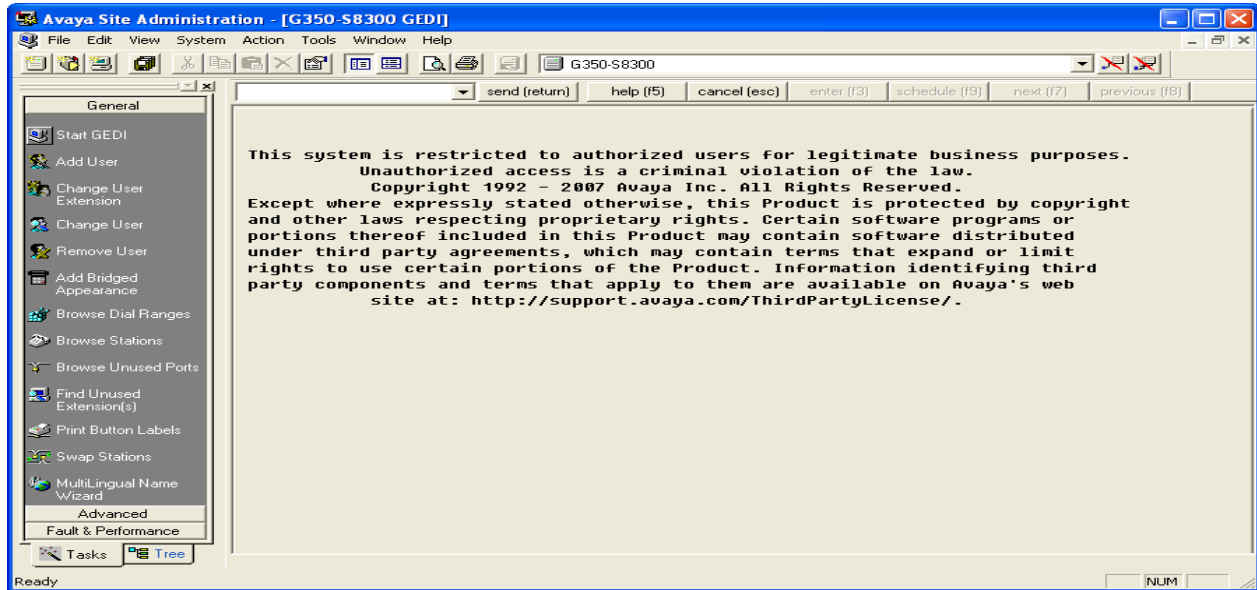 Avaya Site Administration - [G350-S8300 GEDI]
File Edit View System Action Tools Window Help
G350-S8300
send (return) help (f5) cancel (esc) enter (f3) schedule (f9) next (f7) previous (f8)
General
Start GEDI
Add User
Change User
Extension
Change User
Remove User
Add Bridged
Appearance
Browse Dial Ranges
Browse Stations
Browse Unused Ports
Find Unused
Extension(s)
Print Button Labels
Swap Stations
MultiLingual Name
Wizard
Advanced
Fault & Performance
Tasks Tree
This system is restricted to authorized users for legitimate business purposes.
Unauthorized access is a criminal violation of the law.
Copyright 1992 - 2007 Avaya Inc. All Rights Reserved.
Except where expressly stated otherwise, this Product is protected by copyright
and other laws respecting proprietary rights. Certain software programs or
portions thereof included in this Product may contain software distributed
under third party agreements, which may contain terms that expand or limit
rights to use certain portions of the Product. Information identifying third
party components and terms that apply to them are available on Avaya's web
site at: http://support.avaya.com/ThirdPartyLicense/.
Ready
NUM